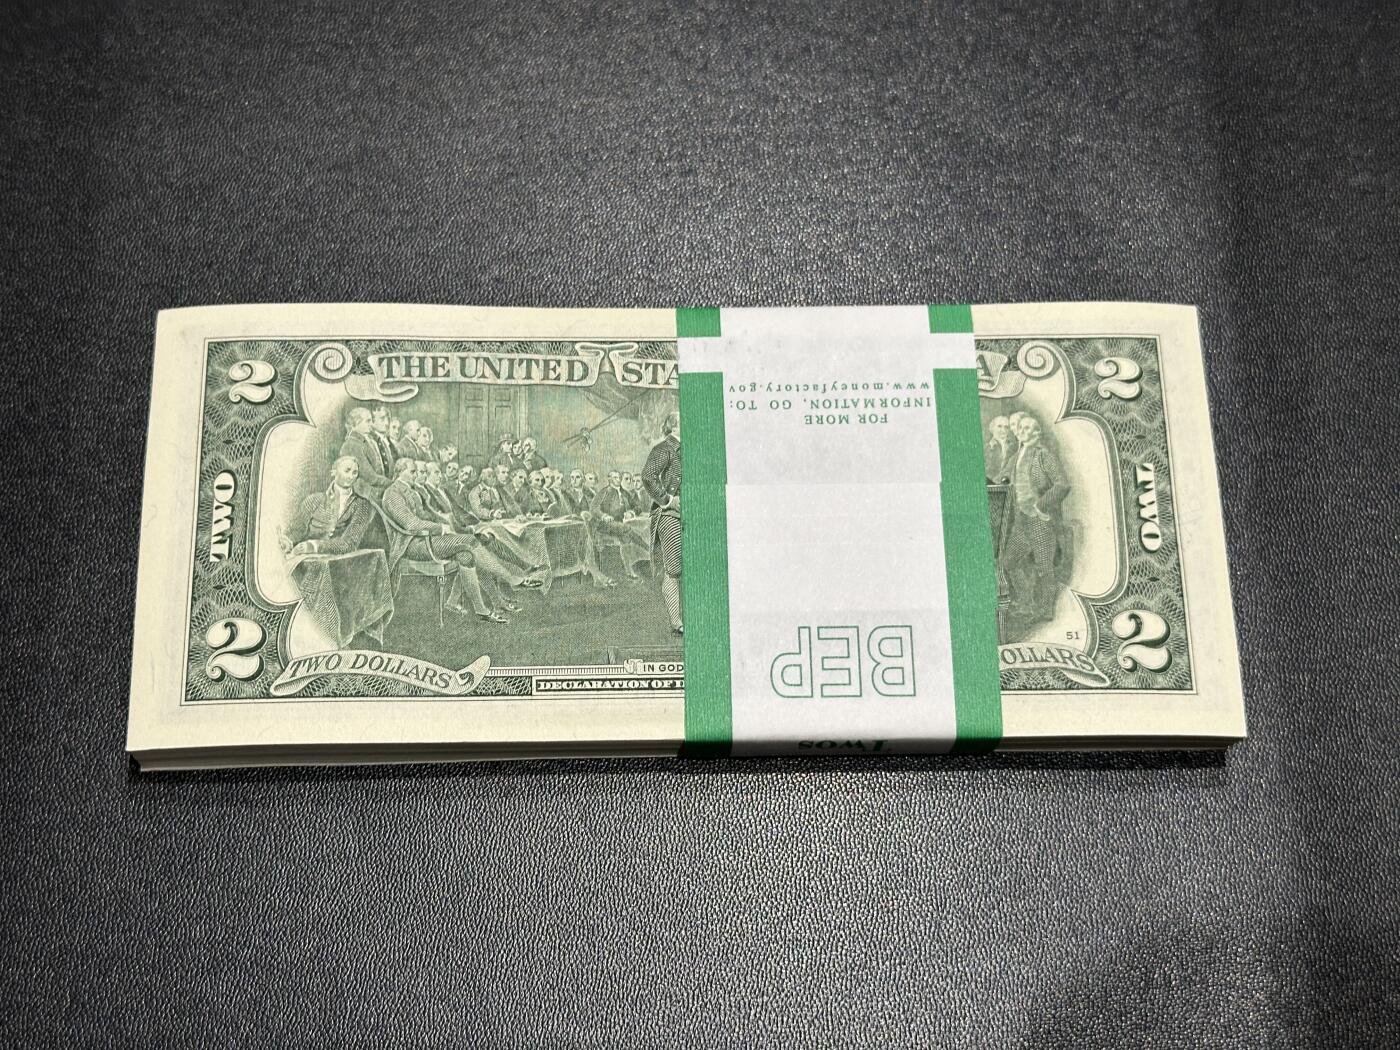 2 THE UNITED STA A 2
www.moneyfactory.gov
INFORMATION, GO TO:
FOR MORE
TWO TWO
51
2 TWO DOLLARS IN GOD OLLARS 2
DECLARATION OF I
BEP
Twos